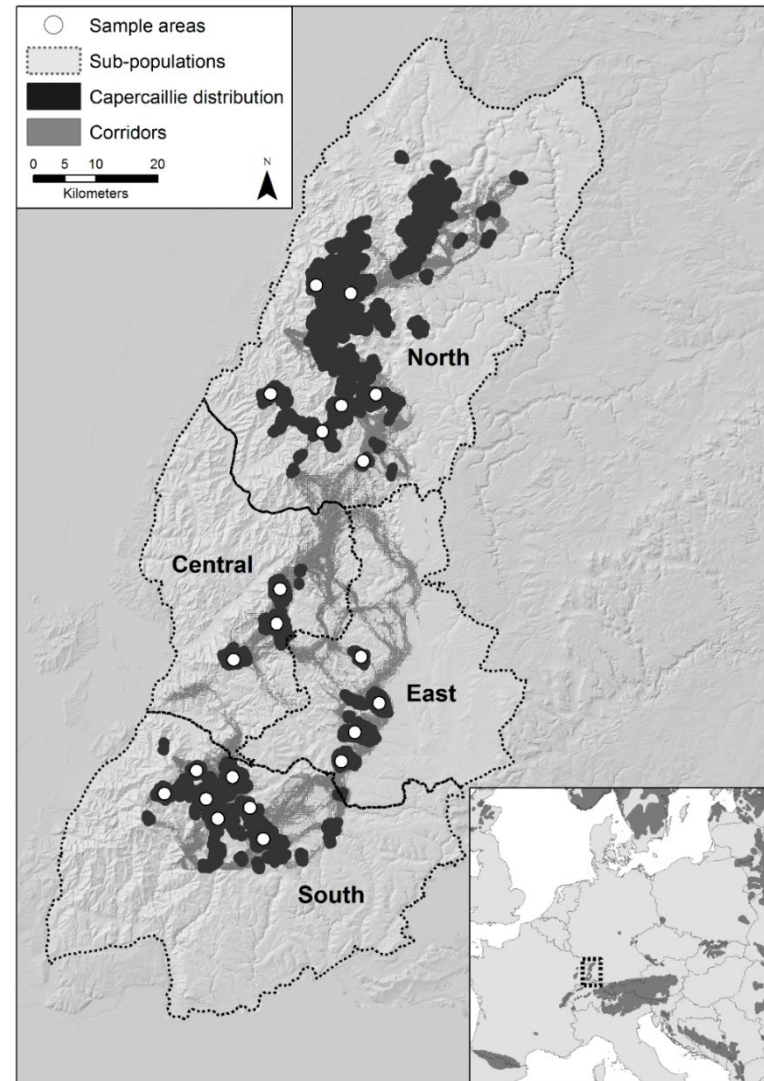 Sample areas
Sub-populations
Capercaillie distribution
Corridors
0 5 10 20
Kilometers
N
North
Central
East
South